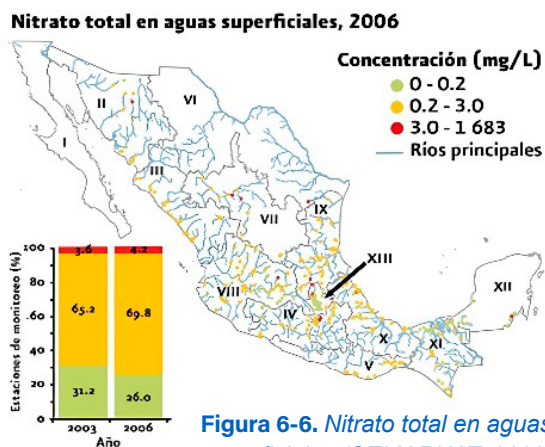 Nitrato total en aguas superficiales, 2006
Concentración (mg/L)
0 - 0.2
0.2 - 3.0
3.0 - 1 683
Ríos principales
I
II
III
IV
V
VI
VII
VIII
IX
X
XI
XII
XIII
Estaciones de monitoreo (%)
100
80
60
40
20
0
3.6
65.2
31.2
4.2
69.8
26.0
2003
2006
Año
Figura 6-6. Nitrato total en aguas